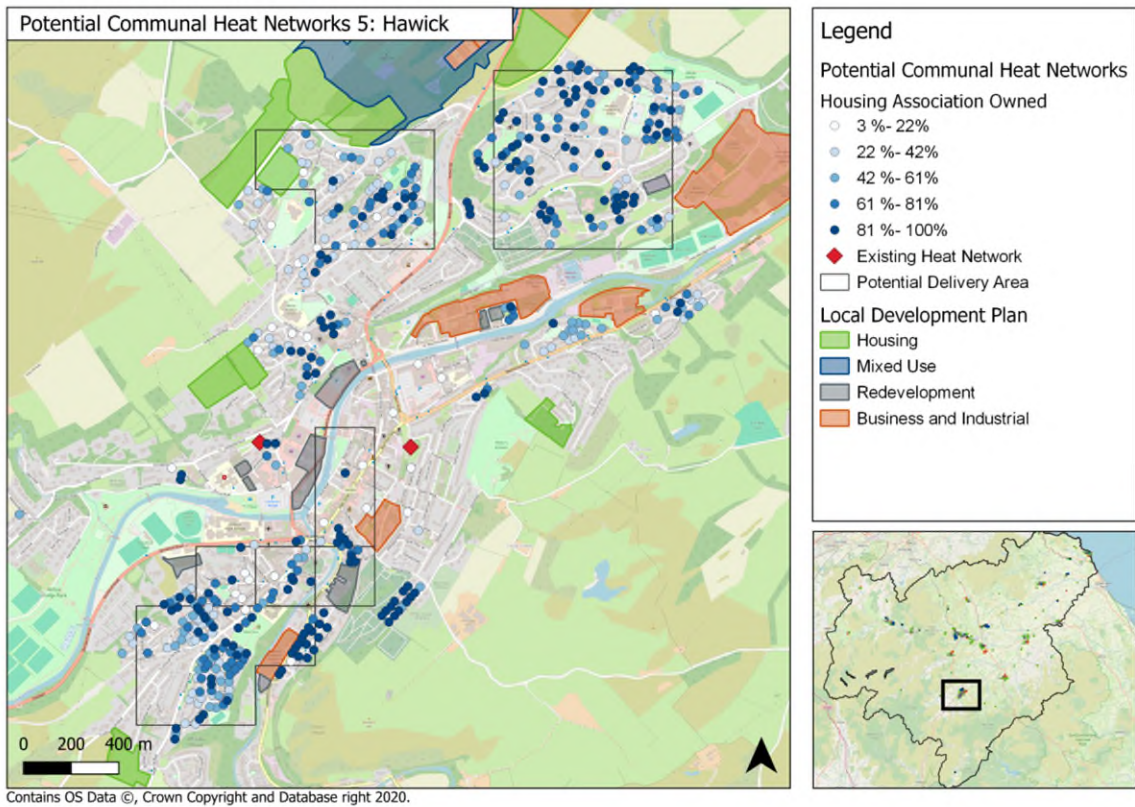 Potential Communal Heat Networks 5: Hawick
Legend
Potential Communal Heat Networks
Housing Association Owned
3 %- 22%
22 %- 42%
42 %- 61%
61 %- 81%
81 %- 100%
Existing Heat Network
Potential Delivery Area
Local Development Plan
Housing
Mixed Use
Redevelopment
Business and Industrial
0 200 400 m
Contains OS Data ©, Crown Copyright and Database right 2020.